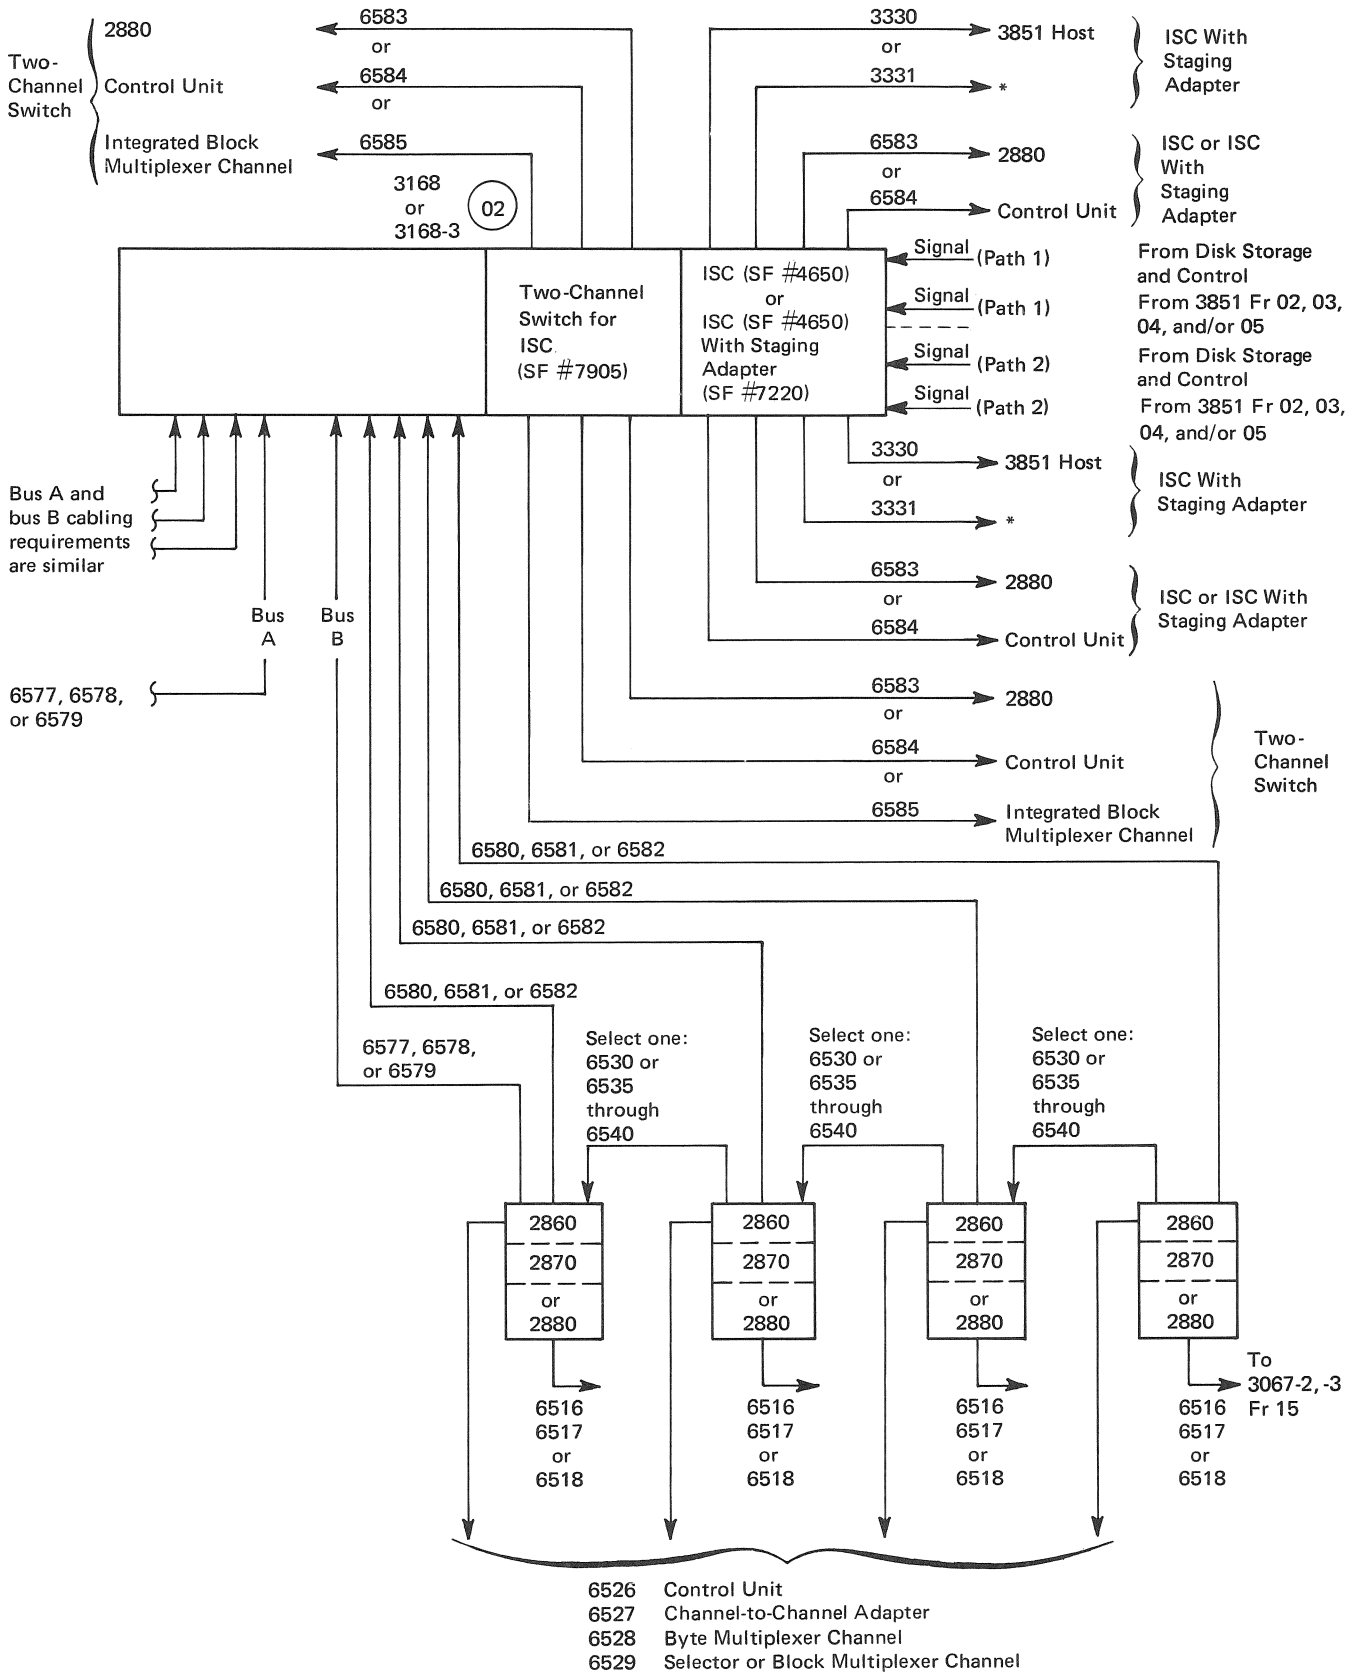 Two-
Channel
Switch
2880
6583
or
Control Unit
6584
or
Integrated Block
Multiplexer Channel
6585
3168
or
3168-3
02
3330
or
3851 Host
3331
*
ISC With
Staging
Adapter
6583
or
2880
6584
Control Unit
ISC or ISC
With
Staging
Adapter
Two-Channel
Switch for
ISC
(SF #7905)
ISC (SF #4650)
or
ISC (SF #4650)
With Staging
Adapter
(SF #7220)
Signal (Path 1)
From Disk Storage
and Control
Signal (Path 1)
From 3851 Fr 02, 03,
04, and/or 05
Signal (Path 2)
From Disk Storage
and Control
Signal (Path 2)
From 3851 Fr 02, 03,
04, and/or 05
3330
or
3851 Host
3331
*
ISC With
Staging Adapter
Bus A and
bus B cabling
requirements
are similar
6583
or
2880
6584
Control Unit
ISC or ISC With
Staging Adapter
Bus
A
Bus
B
6577, 6578,
or 6579
6583
or
2880
6584
or
Control Unit
6585
Integrated Block
Multiplexer Channel
Two-
Channel
Switch
6580, 6581, or 6582
6580, 6581, or 6582
6580, 6581, or 6582
6580, 6581, or 6582
6577, 6578,
or 6579
Select one:
6530 or
6535
through
6540
Select one:
6530 or
6535
through
6540
Select one:
6530 or
6535
through
6540
2860
2870
or
2880
2860
2870
or
2880
2860
2870
or
2880
2860
2870
or
2880
6516
6517
or
6518
6516
6517
or
6518
6516
6517
or
6518
6516
6517
or
6518
To
3067-2, -3
Fr 15
6526 Control Unit
6527 Channel-to-Channel Adapter
6528 Byte Multiplexer Channel
6529 Selector or Block Multiplexer Channel